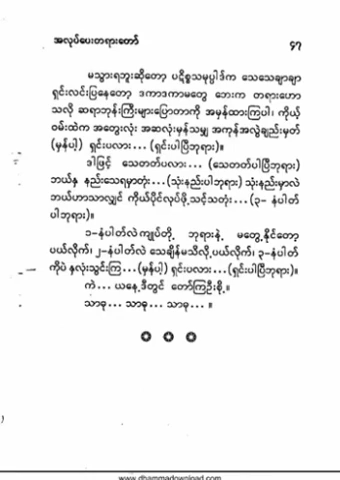 အလုပ်ပေးတရားတော်
၄၇
မသွားရဘူးဆိုတော့ ပဋိစ္စသမုပ္ပါဒ်က သေသေချာချာ
ရှင်းလင်းပြနေတော့ ဒကာဒကာမတွေ ဘေးက တရားဟော
သလို ဆရာဘုန်းကြီးများပြောတာကို အမှန်ထားကြပါ၊ ကိုယ့်
ဝမ်းထဲက အတွေးလုံး အဆလုံးမှန်သမျှ အကုန်အလွဲချည်းမှတ်
(မှန်ပါ့) ရှင်းပလား... (ရှင်းပါပြီဘုရား)။
ဒါဖြင့် သေတတ်ပလား... (သေတတ်ပါပြီဘုရား)
ဘယ်နှ နည်းသေရမှာတုံး... (သုံးနည်းပါဘုရား) သုံးနည်းမှာလဲ
ဘယ်ဟာသာလျှင် ကိုယ်ပိုင်လုပ်ဖို့သင့်သတုံး... (၃-နံပါတ်
ပါဘုရား)။
၁-နံပါတ်လဲကျုပ်တို့ ဘုရားနဲ့ မတွေ့နိုင်တော့
ပယ်လိုက်၊ ၂-နံပါတ်လဲ သေချိန်မသိလို့ပယ်လိုက်၊ ၃-နံပါတ်
ကိုပဲ နှလုံးသွင်းကြ...(မှန်ပါ့) ရှင်းပလား...(ရှင်းပါပြီဘုရား)။
ကဲ... ယနေ့ဒီတွင် တော်ကြဦးစို့။
သာဓု... သာဓု... သာဓု... ။
www.dhammadownload.com